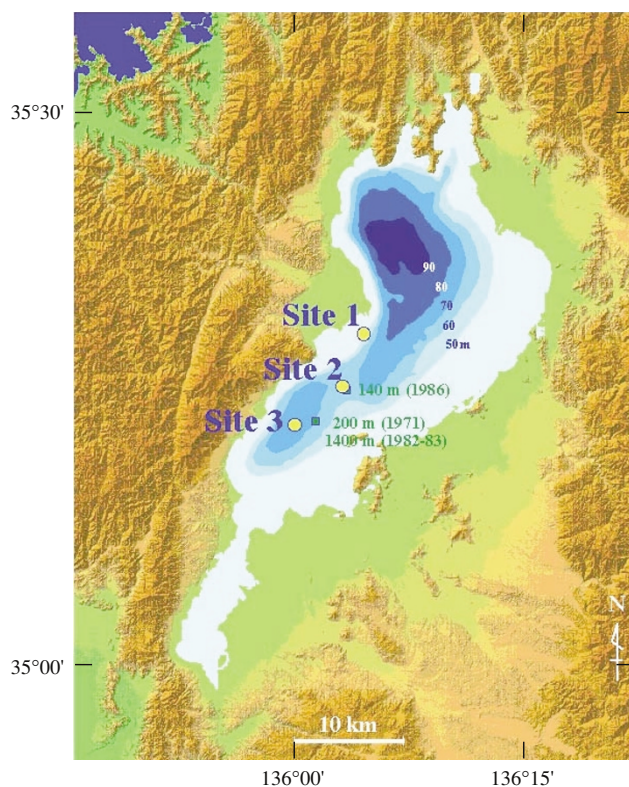 35°30'
90
80
70
60
50 m
Site 1
Site 2
140 m (1986)
Site 3
200 m (1971)
1400 m (1982-83)
N
35°00'
10 km
136°00'
136°15'